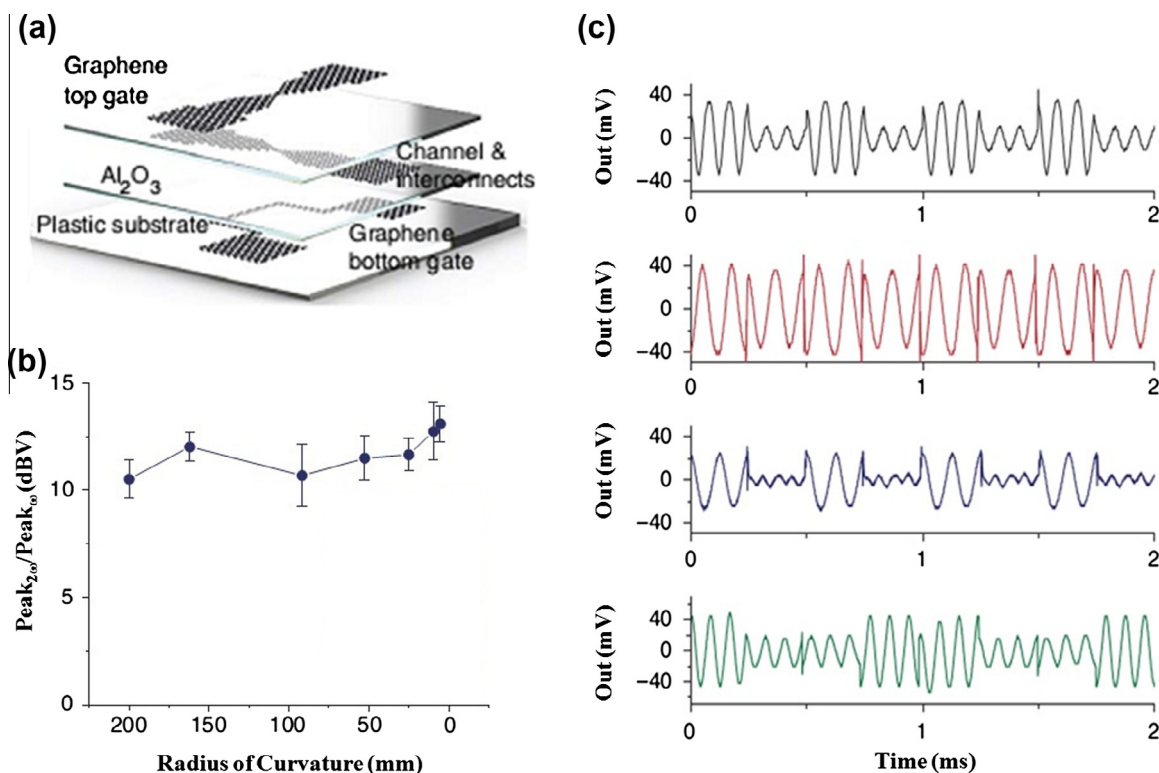 (a)
Graphene
top gate
Channel &
interconnects
Al2O3
Plastic substrate
Graphene
bottom gate
(b)
15
10
5
0
Peak2ω/Peakω (dBV)
200 150 100 50 0
Radius of Curvature (mm)
(c)
Out (mV)
40
0
−40
0 1 2
Out (mV)
40
0
−40
0 1 2
Out (mV)
40
0
−40
0 1 2
Out (mV)
40
0
−40
0 1 2
Time (ms)